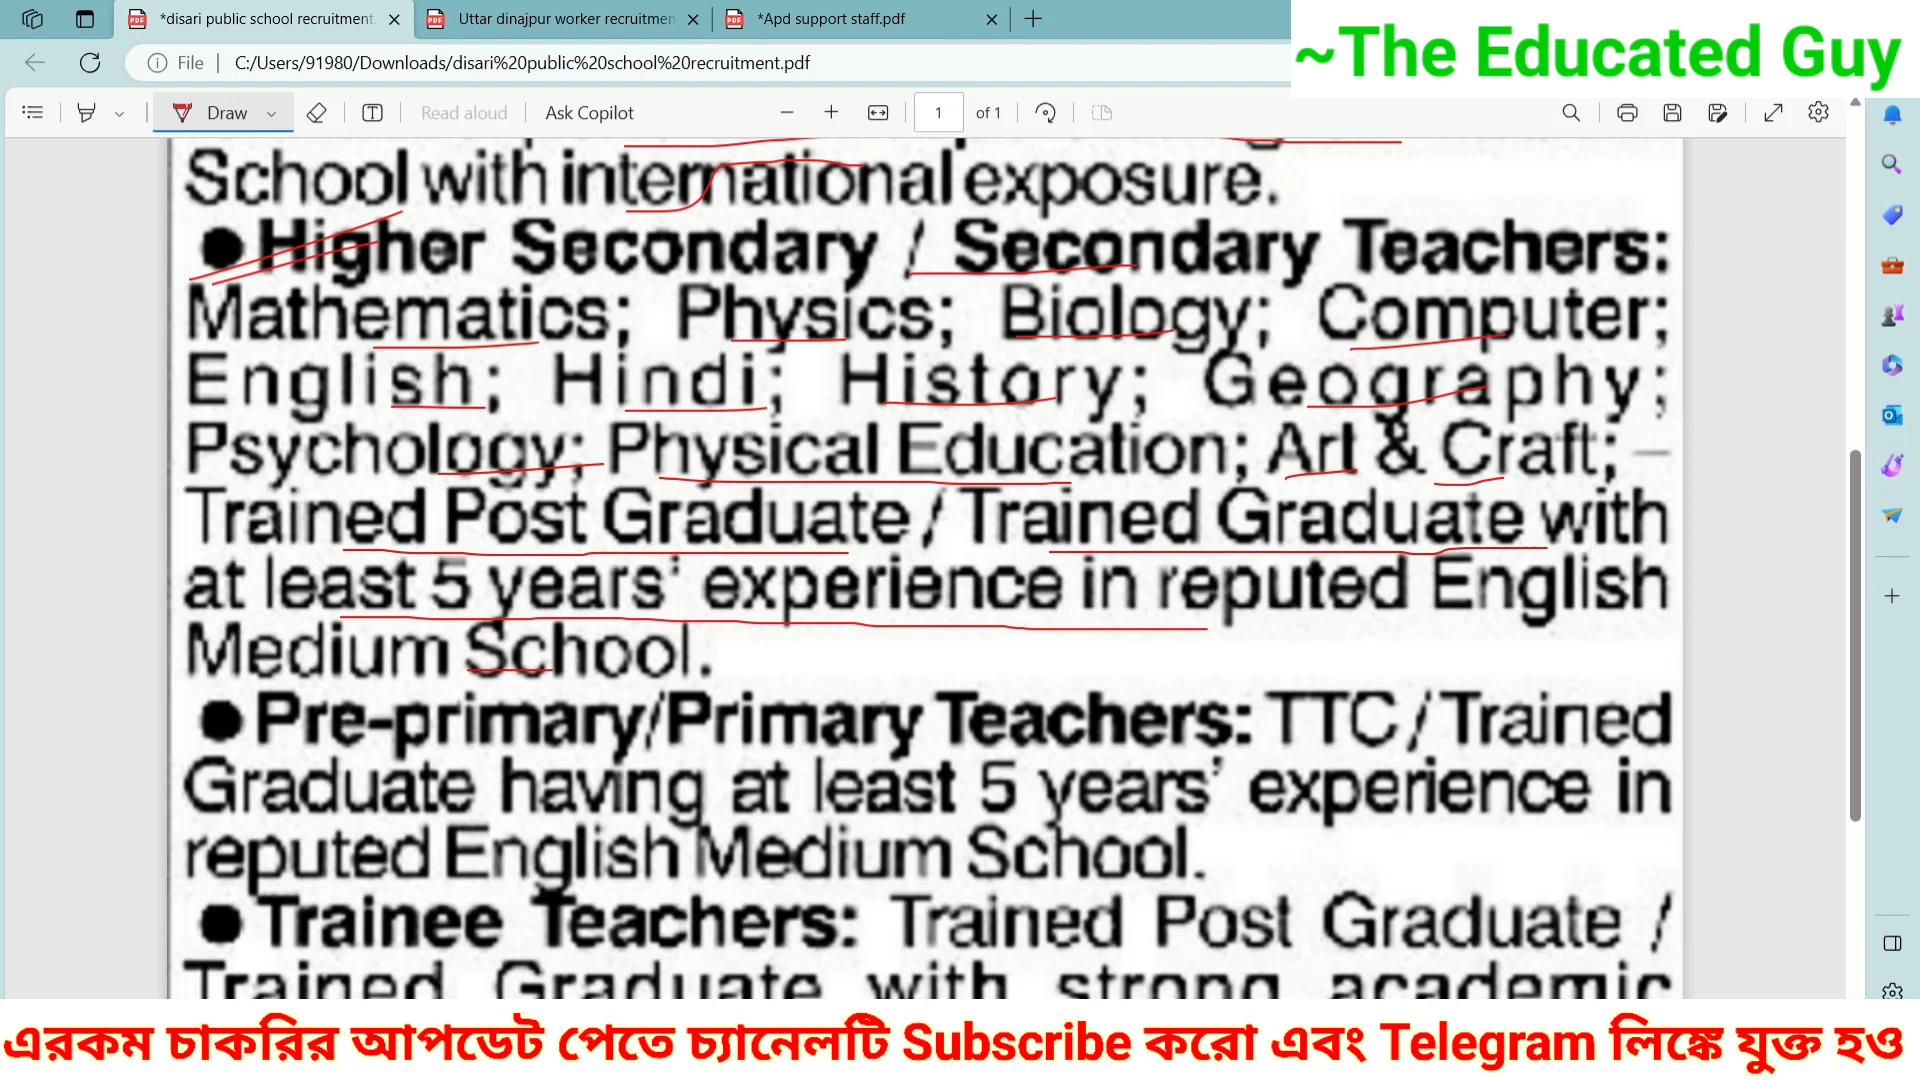 *disari public school recruitment.
Uttar dinajpur worker recruitmen
*Apd support staff.pdf
~The Educated Guy
File
C:/Users/91980/Downloads/disari%20public%20school%20recruitment.pdf
Draw
Read aloud
Ask Copilot
1 of 1
School with international exposure.
● Higher Secondary / Secondary Teachers:
Mathematics; Physics; Biology; Computer;
English; Hindi; History; Geography;
Psychology; Physical Education; Art & Craft; —
Trained Post Graduate / Trained Graduate with
at least 5 years' experience in reputed English
Medium School.
● Pre-primary/Primary Teachers: TTC / Trained
Graduate having at least 5 years' experience in
reputed English Medium School.
● Trainee Teachers: Trained Post Graduate /
Trained Graduate with strong academic
এরকম চাকরির আপডেট পেতে চ্যানেলটি Subscribe করো এবং Telegram লিঙ্কে যুক্ত হও